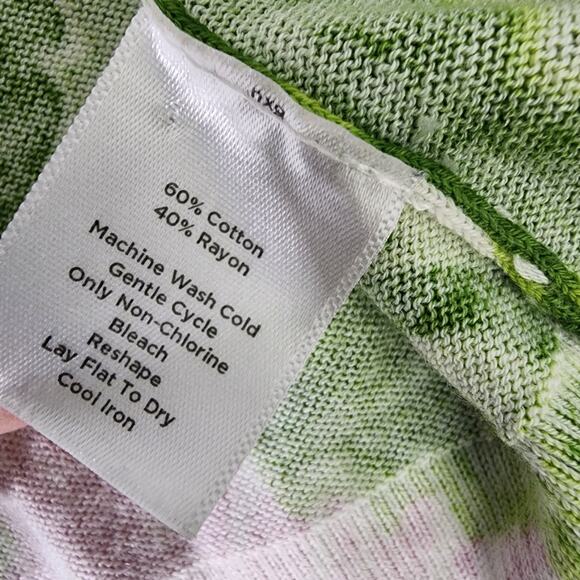 60% Cotton
40% Rayon
Machine Wash Cold
Gentle Cycle
Only Non-Chlorine
Bleach
Reshape
Lay Flat To Dry
Cool Iron